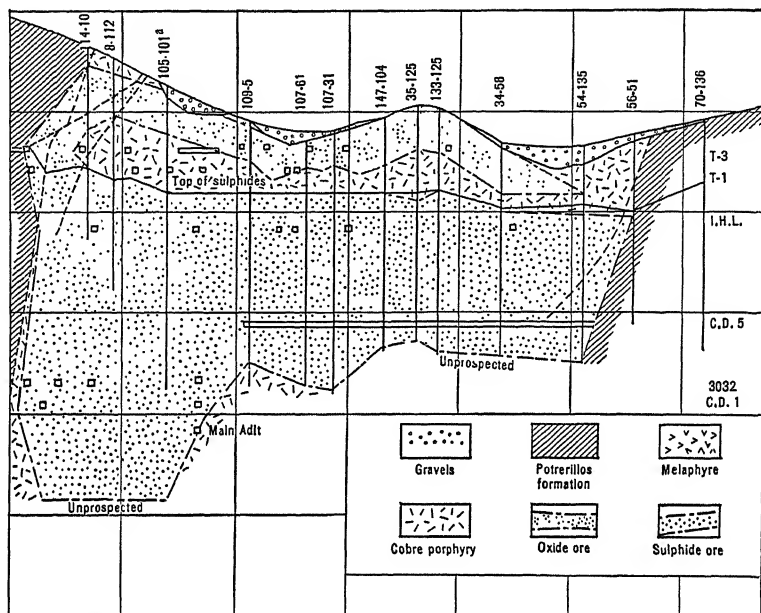 14-10
8-112
105-101ª
109-5
107-61
107-31
147-104
35-125
133-125
34-58
54-135
56-51
70-136
T-3
Top of sulphides
T-1
I.H.L.
C.D. 5
Unprospected
3032
C.D. 1
Main Adit
Unprospected
Gravels
Potrerillos
formation
Melaphyre
Cobre porphyry
Oxide ore
Sulphide ore